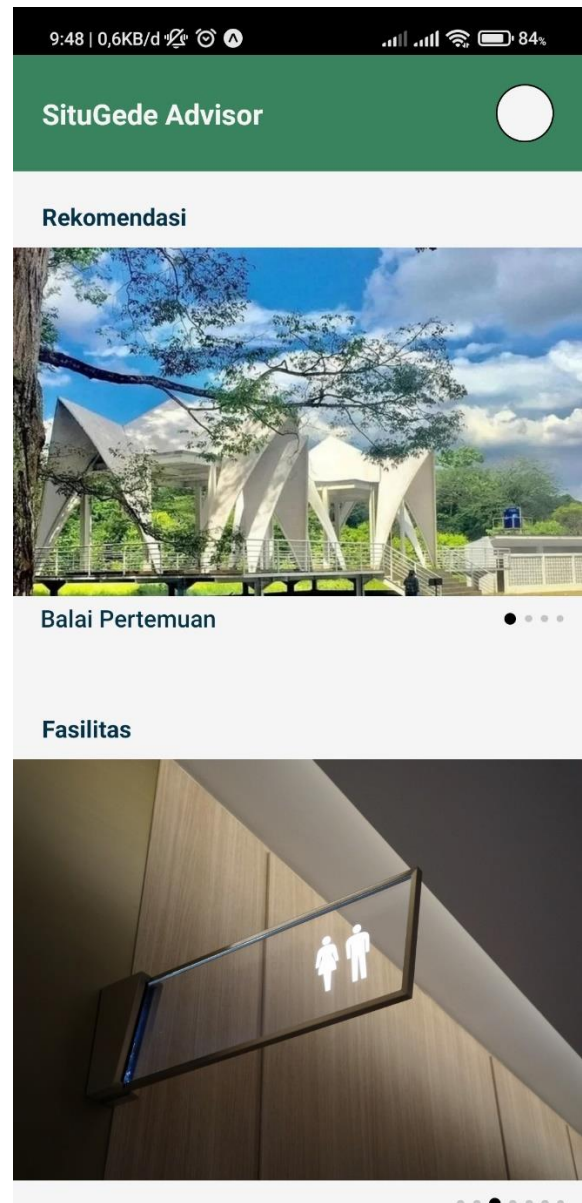 9:48 | 0,6KB/d 84%
SituGede Advisor
Rekomendasi
Balai Pertemuan
Fasilitas